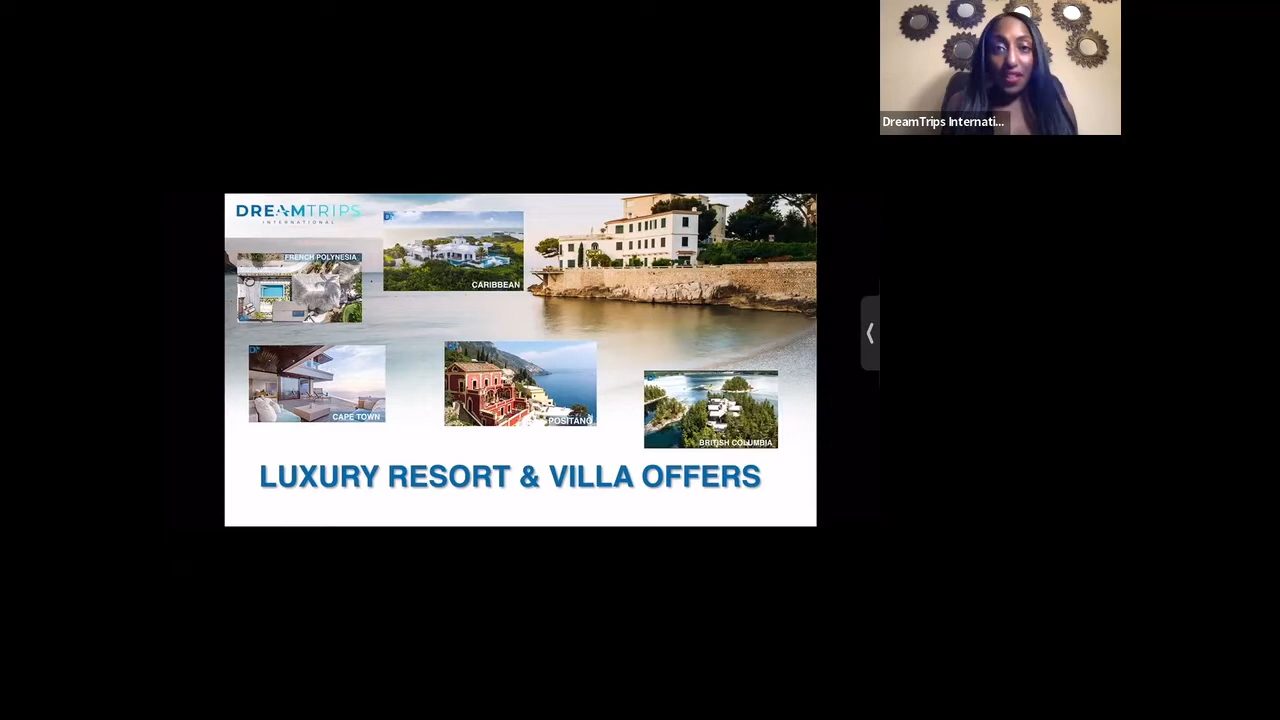 DreamTrips Internati...
DREAMTRIPS
INTERNATIONAL
FRENCH POLYNESIA
CARIBBEAN
CAPE TOWN
POSITANO
BRITISH COLUMBIA
LUXURY RESORT & VILLA OFFERS